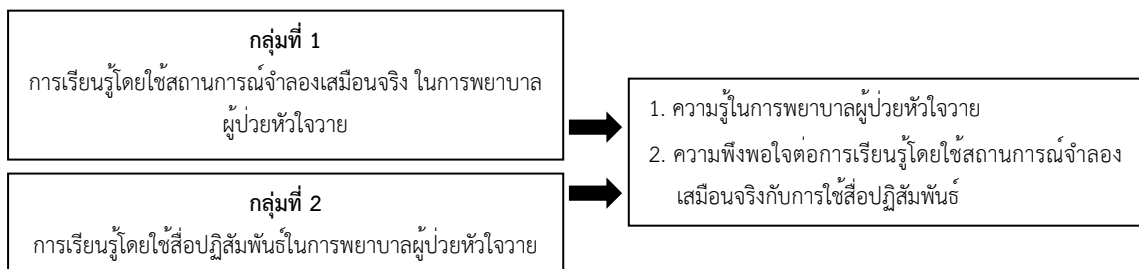 กลุ่มที่ 1
การเรียนรู้โดยใช้สถานการณ์จำลองเสมือนจริง ในการพยาบาล
ผู้ป่วยหัวใจวาย
กลุ่มที่ 2
การเรียนรู้โดยใช้สื่อปฏิสัมพันธ์ในการพยาบาลผู้ป่วยหัวใจวาย
1. ความรู้ในการพยาบาลผู้ป่วยหัวใจวาย
2. ความพึงพอใจต่อการเรียนรู้โดยใช้สถานการณ์จำลอง
เสมือนจริงกับการใช้สื่อปฏิสัมพันธ์